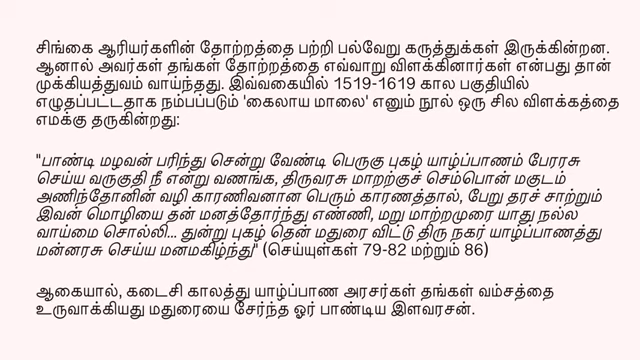 சிங்கை ஆரியர்களின் தோற்றத்தை பற்றி பல்வேறு கருத்துக்கள் இருக்கின்றன.
ஆனால் அவர்கள் தங்கள் தோற்றத்தை எவ்வாறு விளக்கினார்கள் என்பது தான்
முக்கியத்துவம் வாய்ந்தது. இவ்வகையில் 1519-1619 கால பகுதியில்
எழுதப்பட்டதாக நம்பப்படும் 'கைலாய மாலை' எனும் நூல் ஒரு சில விளக்கத்தை
எமக்கு தருகின்றது:
"பாண்டி மழவன் பரிந்து சென்று வேண்டி பெருகு புகழ் யாழ்ப்பாணம் பேரரசு
செய்ய வருகுதி நீ என்று வணங்க, திருவரசு மாறற்குச் செம்பொன் மகுடம்
அணிந்தோனின் வழி காரணிவனான பெரும் காரணத்தால், பேறு தரச் சாற்றும்
இவன் மொழியை தன் மனத்தோர்ந்து எண்ணி, மறு மாற்றமுரை யாது நல்ல
வாய்மை சொல்லி... துன்று புகழ் தென் மதுரை விட்டு திரு நகர் யாழ்ப்பாணத்து
மன்னரசு செய்ய மனமகிழ்ந்து" (செய்யுள்கள் 79-82 மற்றும் 86)
ஆகையால், கடைசி காலத்து யாழ்ப்பாண அரசர்கள் தங்கள் வம்சத்தை
உருவாக்கியது மதுரையை சேர்ந்த ஓர் பாண்டிய இளவரசன்.